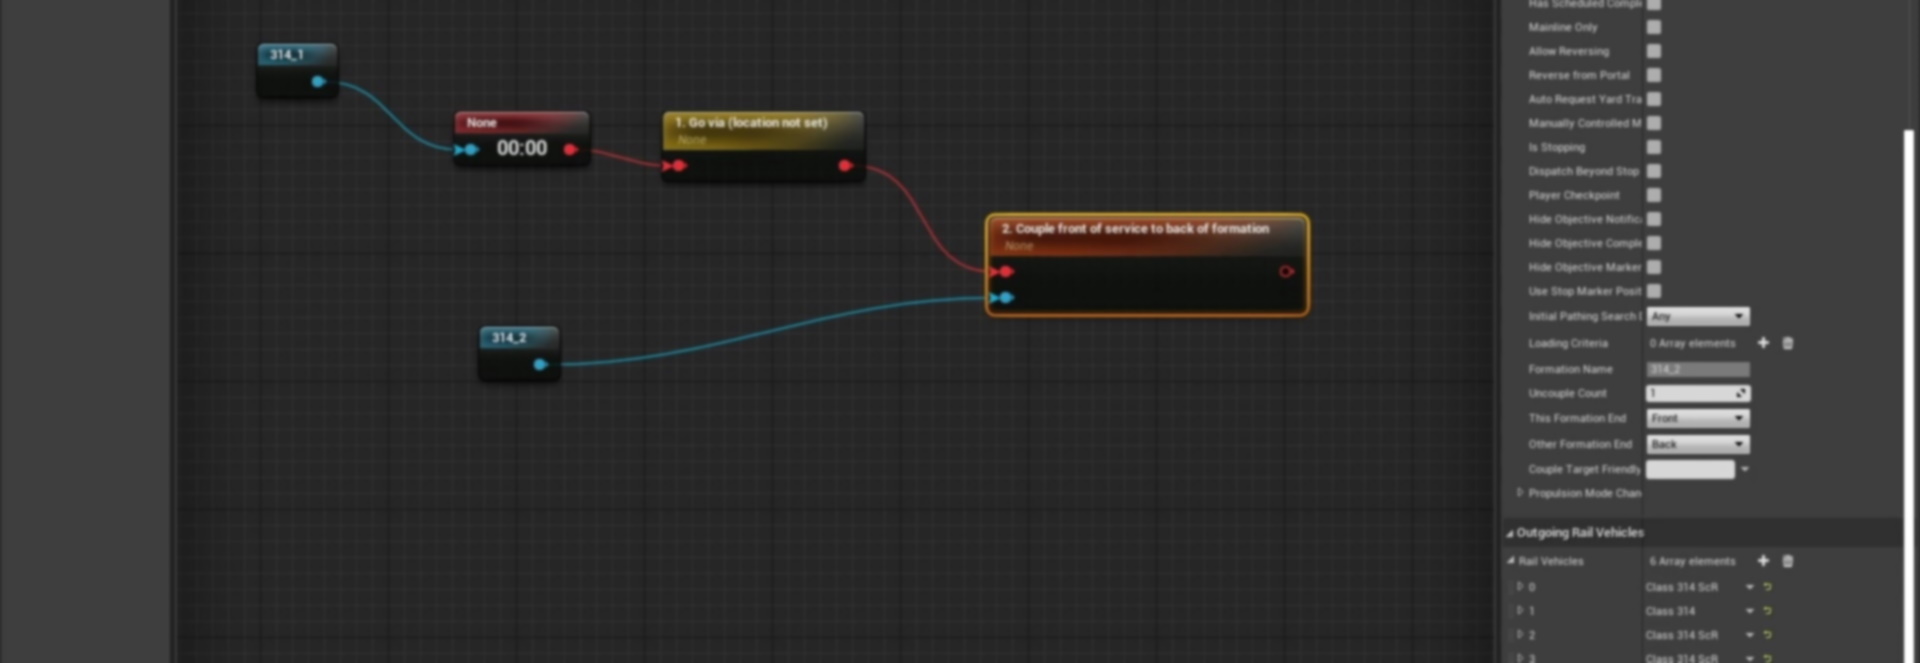 314_1
None
00:00
1. Go via (location not set)
None
2. Couple front of service to back of formation
None
314_2
Has Scheduled Comple
Mainline Only
Allow Reversing
Reverse from Portal
Auto Request Yard Tra
Manually Controlled M
Is Stopping
Dispatch Beyond Stop
Player Checkpoint
Hide Objective Notific
Hide Objective Comple
Hide Objective Marker
Use Stop Marker Posit
Initial Pathing Search Any
Loading Criteria 0 Array elements
Formation Name 314_2
Uncouple Count 1
This Formation End Front
Other Formation End Back
Couple Target Friendly
Propulsion Mode Chan
Outgoing Rail Vehicles
Rail Vehicles 6 Array elements
0 Class 314 ScR
1 Class 314
2 Class 314 ScR
3 Class 314 ScR